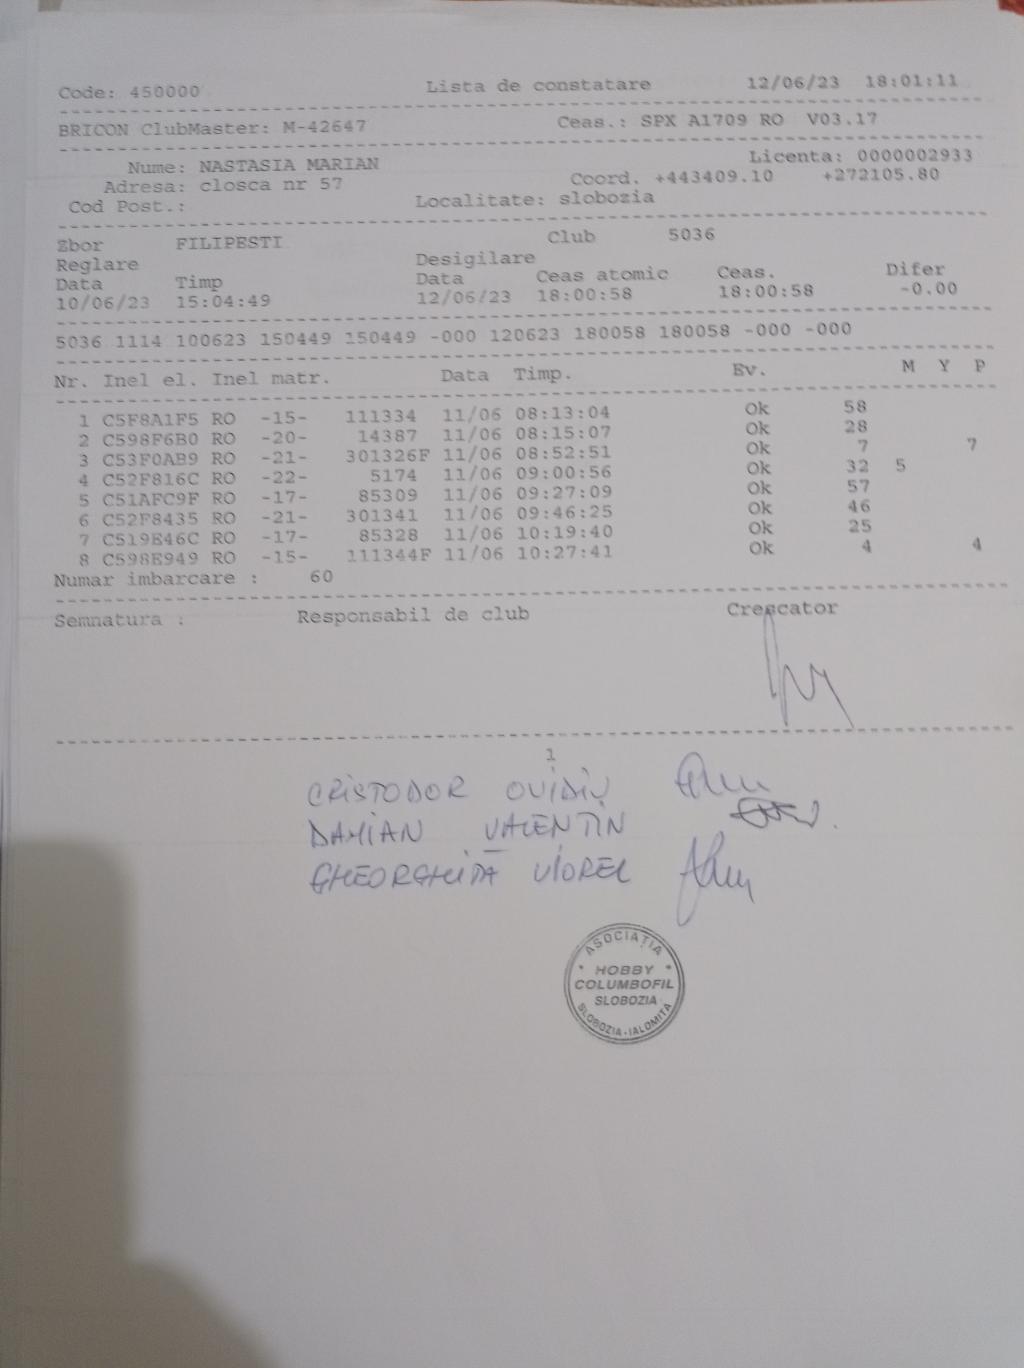 Code: 450000 Lista de constatare 12/06/23 18:01:11
BRICON ClubMaster: M-42647 Ceas.: SPX A1709 RO V03.17
Nume: NASTASIA MARIAN Licenta: 0000002933
Adresa: closca nr 57 Coord. +443409.10 +272105.80
Cod Post.: Localitate: slobozia
Zbor FILIPESTI Club 5036
Reglare Desigilare
Data Timp Data Ceas atomic Ceas. Difer
10/06/23 15:04:49 12/06/23 18:00:58 18:00:58 -0.00
5036 1114 100623 150449 150449 -000 120623 180058 180058 -000 -000
Nr. Inel el. Inel matr. Data Timp. Ev. M Y P
1 C5F8A1F5 RO -15- 111334 11/06 08:13:04 Ok 58
2 C598F6B0 RO -20- 14387 11/06 08:15:07 Ok 28
3 C53F0AB9 RO -21- 301326F 11/06 08:52:51 Ok 7 7
4 C52F816C RO -22- 5174 11/06 09:00:56 Ok 32 5
5 C51AFC9F RO -17- 85309 11/06 09:27:09 Ok 57
6 C52F8435 RO -21- 301341 11/06 09:46:25 Ok 46
7 C519E46C RO -17- 85328 11/06 10:19:40 Ok 25
8 C598E949 RO -15- 111344F 11/06 10:27:41 Ok 4 4
Numar imbarcare : 60
Semnatura : Responsabil de club Crescator
1
CRISTODOR OVIDIU
DAMIAN VALENTIN
GHEORGHITA VIOREL
ASOCIAȚIA
HOBBY
COLUMBOFIL
SLOBOZIA
SLOBOZIA-IALOMITA